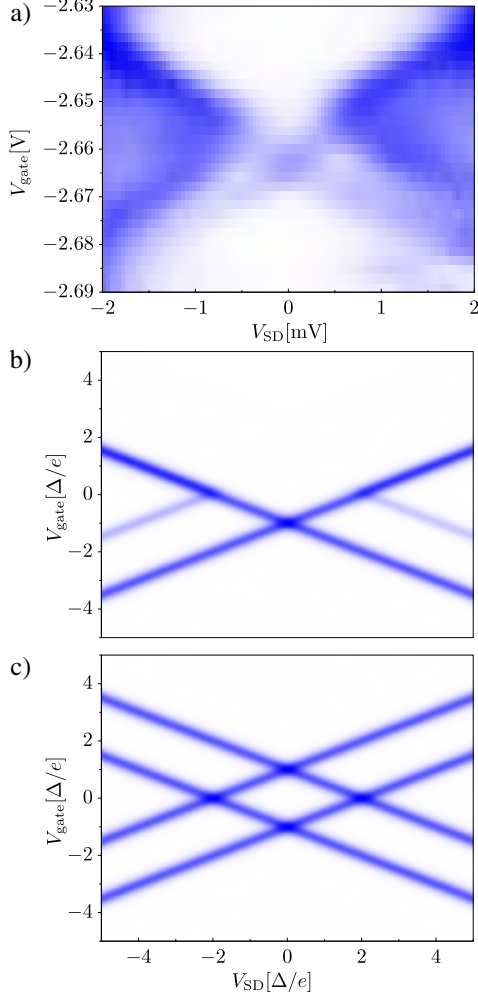 a)
−2.63
−2.64
−2.65
−2.66
−2.67
−2.68
−2.69
V_gate[V]
−2 −1 0 1 2
V_SD[mV]
b)
4
2
0
−2
−4
V_gate[Δ/e]
c)
4
2
0
−2
−4
V_gate[Δ/e]
−4 −2 0 2 4
V_SD[Δ/e]